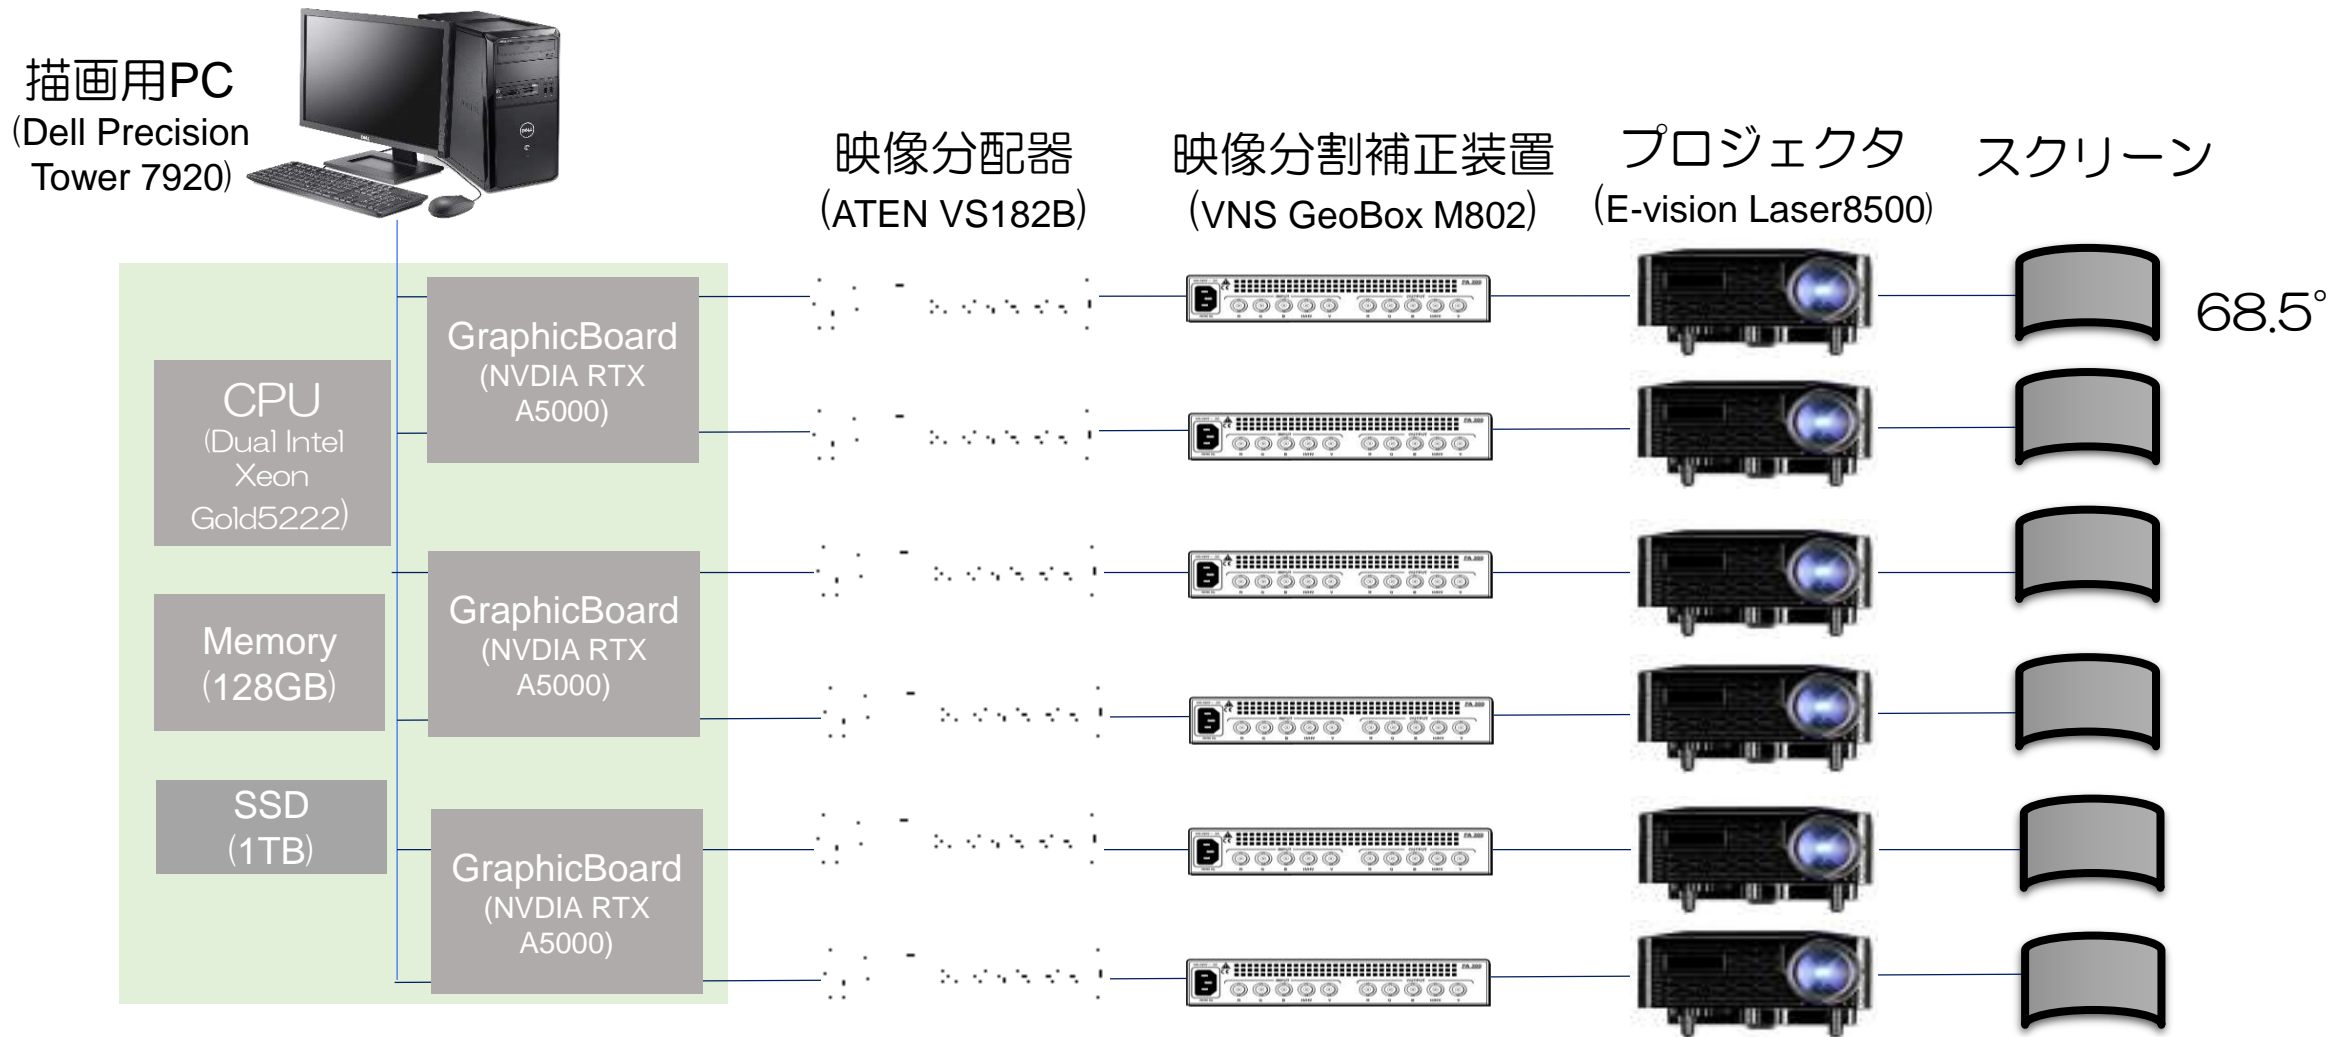 描画用PC
(Dell Precision
Tower 7920)
映像分配器
(ATEN VS182B)
映像分割補正装置
(VNS GeoBox M802)
プロジェクタ
(E-vision Laser8500)
スクリーン
68.5°
CPU
(Dual Intel
Xeon
Gold5222)
Memory
(128GB)
SSD
(1TB)
GraphicBoard
(NVDIA RTX
A5000)
GraphicBoard
(NVDIA RTX
A5000)
GraphicBoard
(NVDIA RTX
A5000)